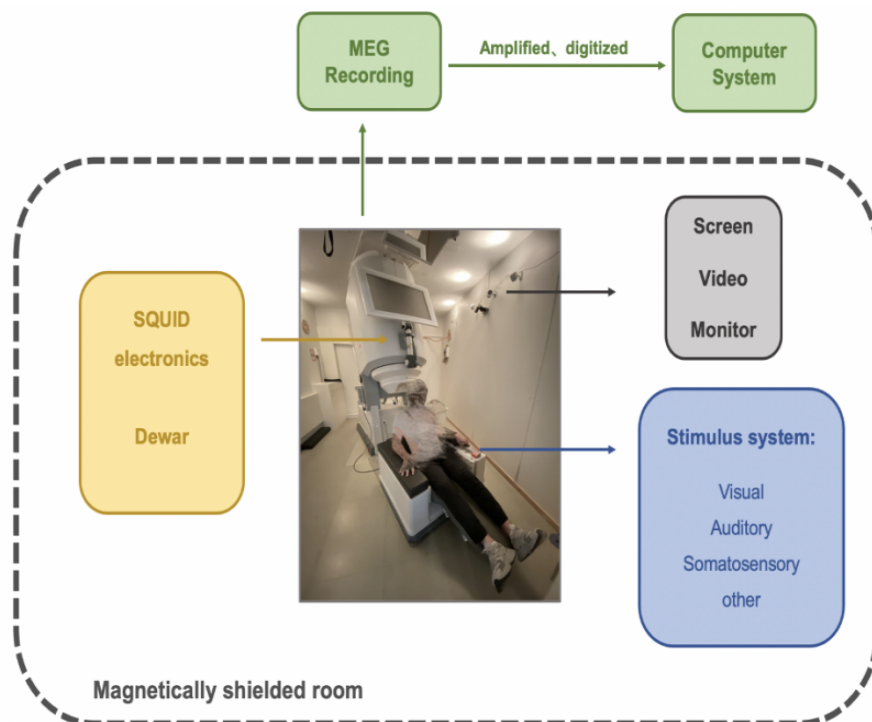 MEG
Recording
Amplified、digitized
Computer
System
Screen
Video
Monitor
SQUID
electronics
Dewar
Stimulus system:
Visual
Auditory
Somatosensory
other
Magnetically shielded room